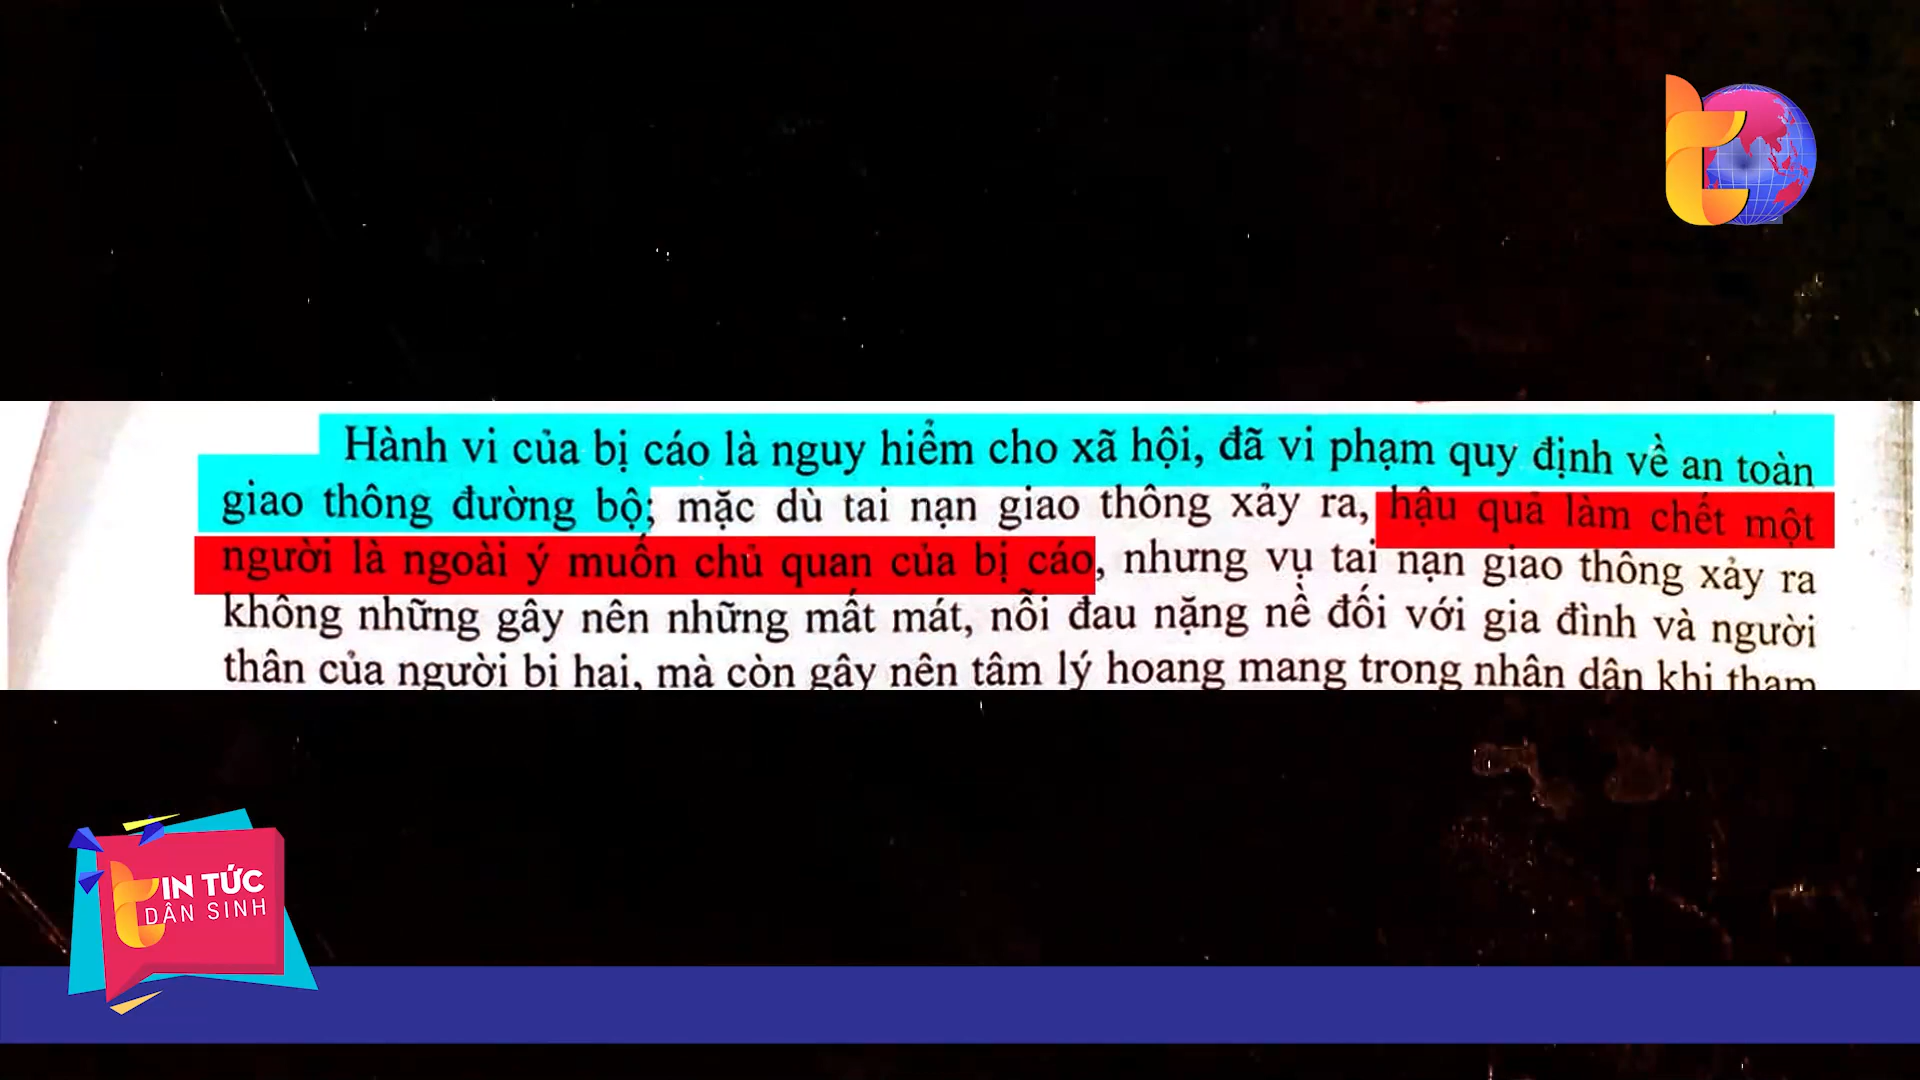 Hành vi của bị cáo là nguy hiểm cho xã hội, đã vi phạm quy định về an toàn
giao thông đường bộ; mặc dù tai nạn giao thông xảy ra, hậu quả làm chết một
người là ngoài ý muốn chủ quan của bị cáo, nhưng vụ tai nạn giao thông xảy ra
không những gây nên những mất mát, nỗi đau nặng nề đối với gia đình và người
thân của người bị hại, mà còn gây nên tâm lý hoang mang trong nhân dân khi tham
TIN TỨC
DÂN SINH